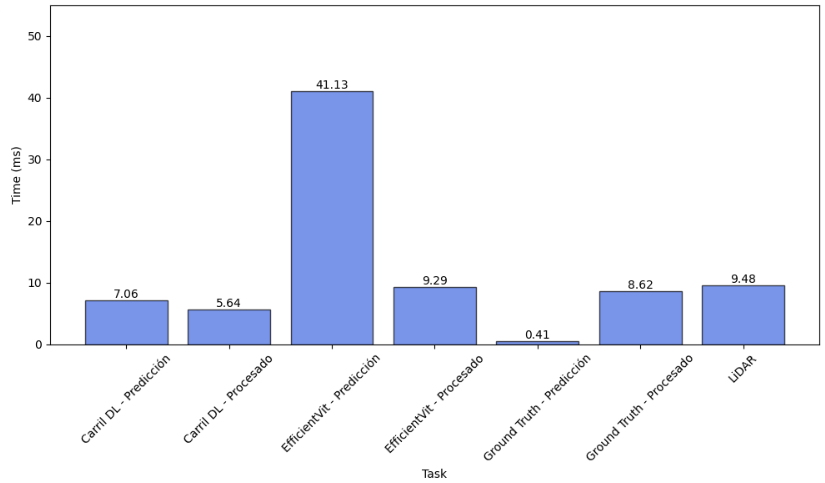 Time (ms)
50
40
30
20
10
0
7.06
5.64
41.13
9.29
0.41
8.62
9.48
Carril DL - Predicción
Carril DL - Procesado
EfficientVit - Predicción
EfficientVit - Procesado
Ground Truth - Predicción
Ground Truth - Procesado
LiDAR
Task